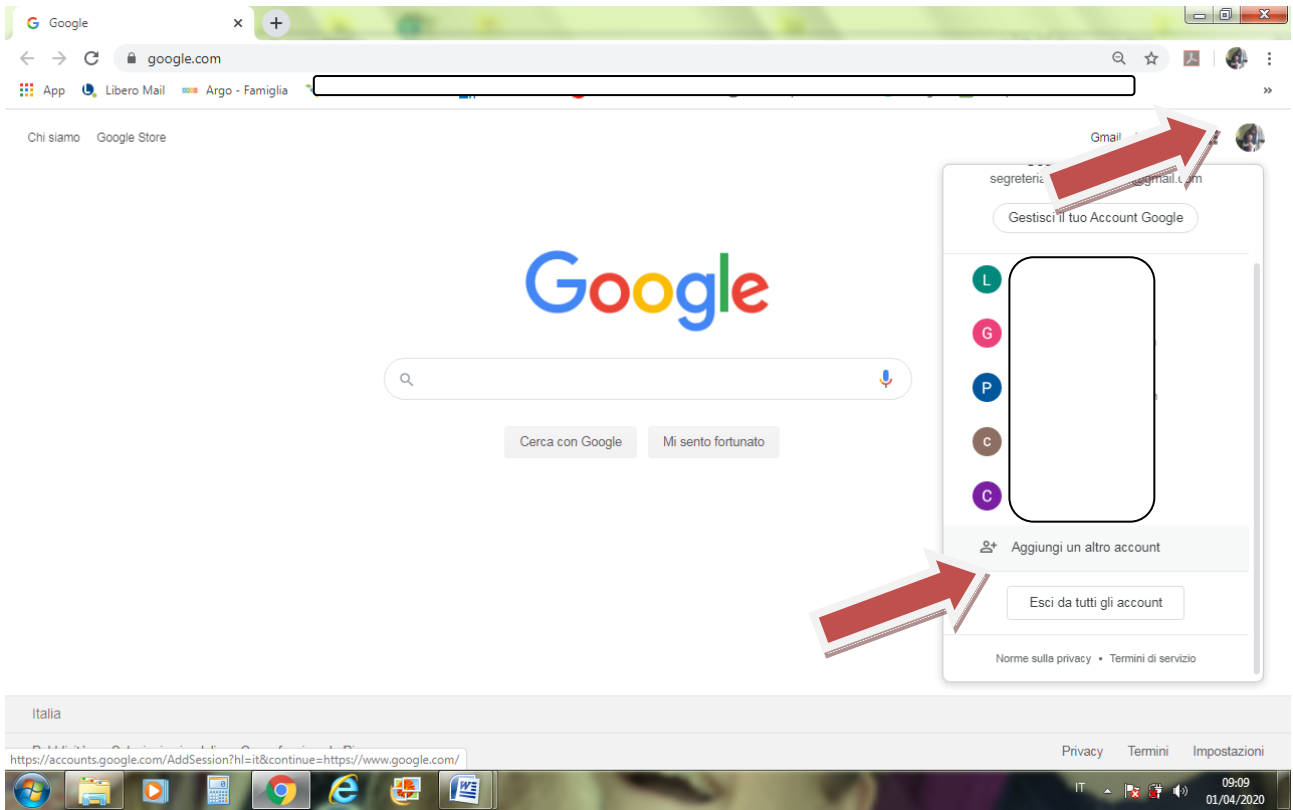 Google
google.com
App Libero Mail Argo - Famiglia
Chi siamo Google Store
Gmail
segreteria
Gestisci il tuo Account Google
Google
L
G
P
c
C
Cerca con Google Mi sento fortunato
Aggiungi un altro account
Esci da tutti gli account
Norme sulla privacy • Termini di servizio
Italia
Privacy Termini Impostazioni
https://accounts.google.com/AddSession?hl=it&continue=https://www.google.com/
IT
09:09
01/04/2020